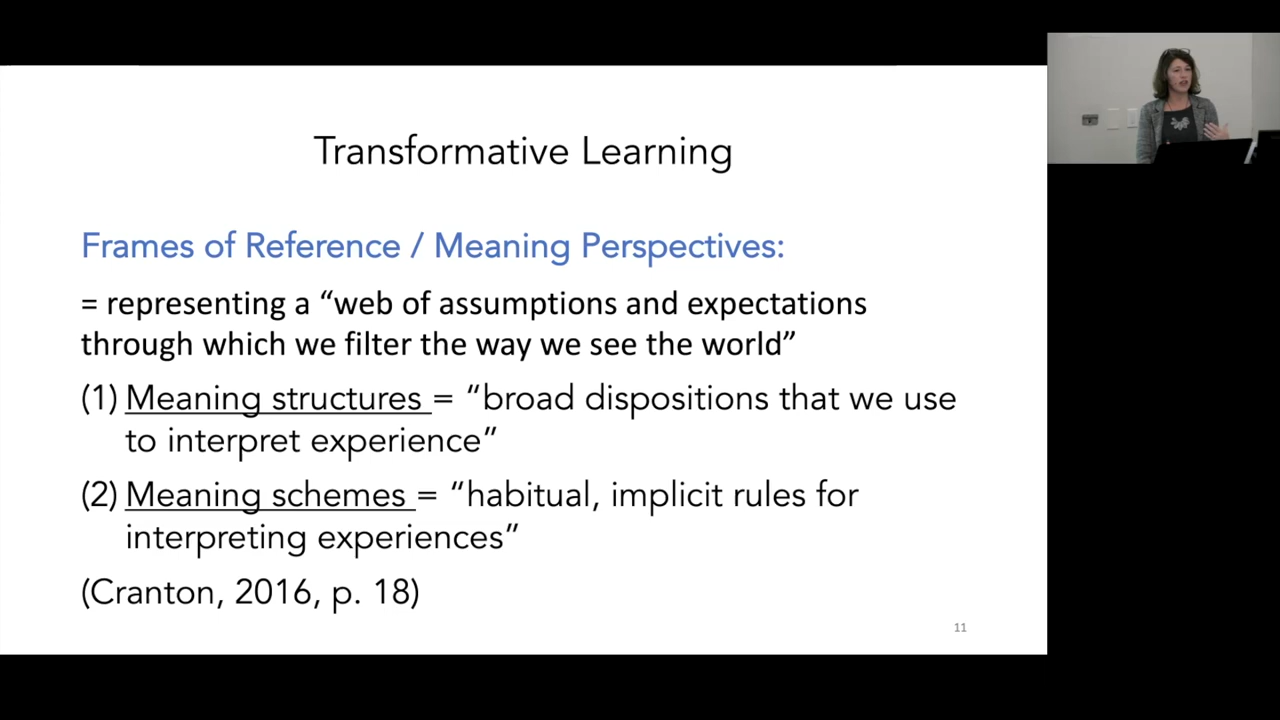 Transformative Learning
Frames of Reference / Meaning Perspectives:
= representing a “web of assumptions and expectations
through which we filter the way we see the world”
(1) Meaning structures = “broad dispositions that we use
to interpret experience”
(2) Meaning schemes = “habitual, implicit rules for
interpreting experiences”
(Cranton, 2016, p. 18)
11